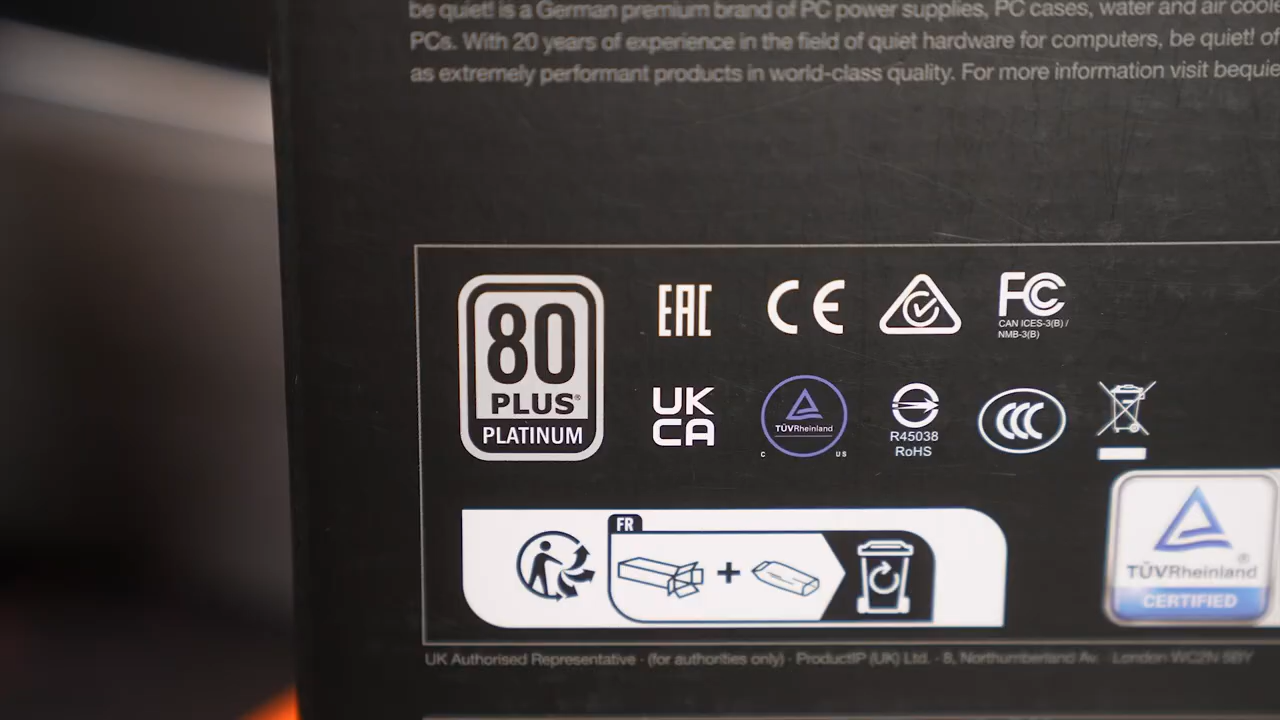 be quiet! is a German premium brand of PC power supplies, PC cases, water and air
PCs. With 20 years of experience in the field of quiet hardware for computers, be quiet!
as extremely performant products in world-class quality. For more information visit
80
PLUS®
PLATINUM
EAC
CE
FC
CAN ICES-3(B) /
NMB-3(B)
UK
CA
TÜVRheinland
C US
R45038
RoHS
CCC
FR
+
TÜVRheinland®
CERTIFIED
UK Authorised Representative · (for authorities only) · ProductIP (UK) Ltd. · 8, Northumberland Av. · London WC2N 5BY